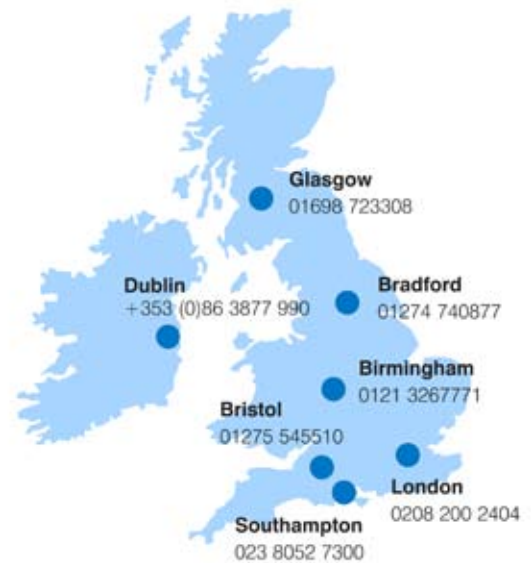 Glasgow
01698 723308
Dublin
+353 (0)86 3877 990
Bradford
01274 740877
Birmingham
0121 3267771
Bristol
01275 545510
London
0208 200 2404
Southampton
023 8052 7300